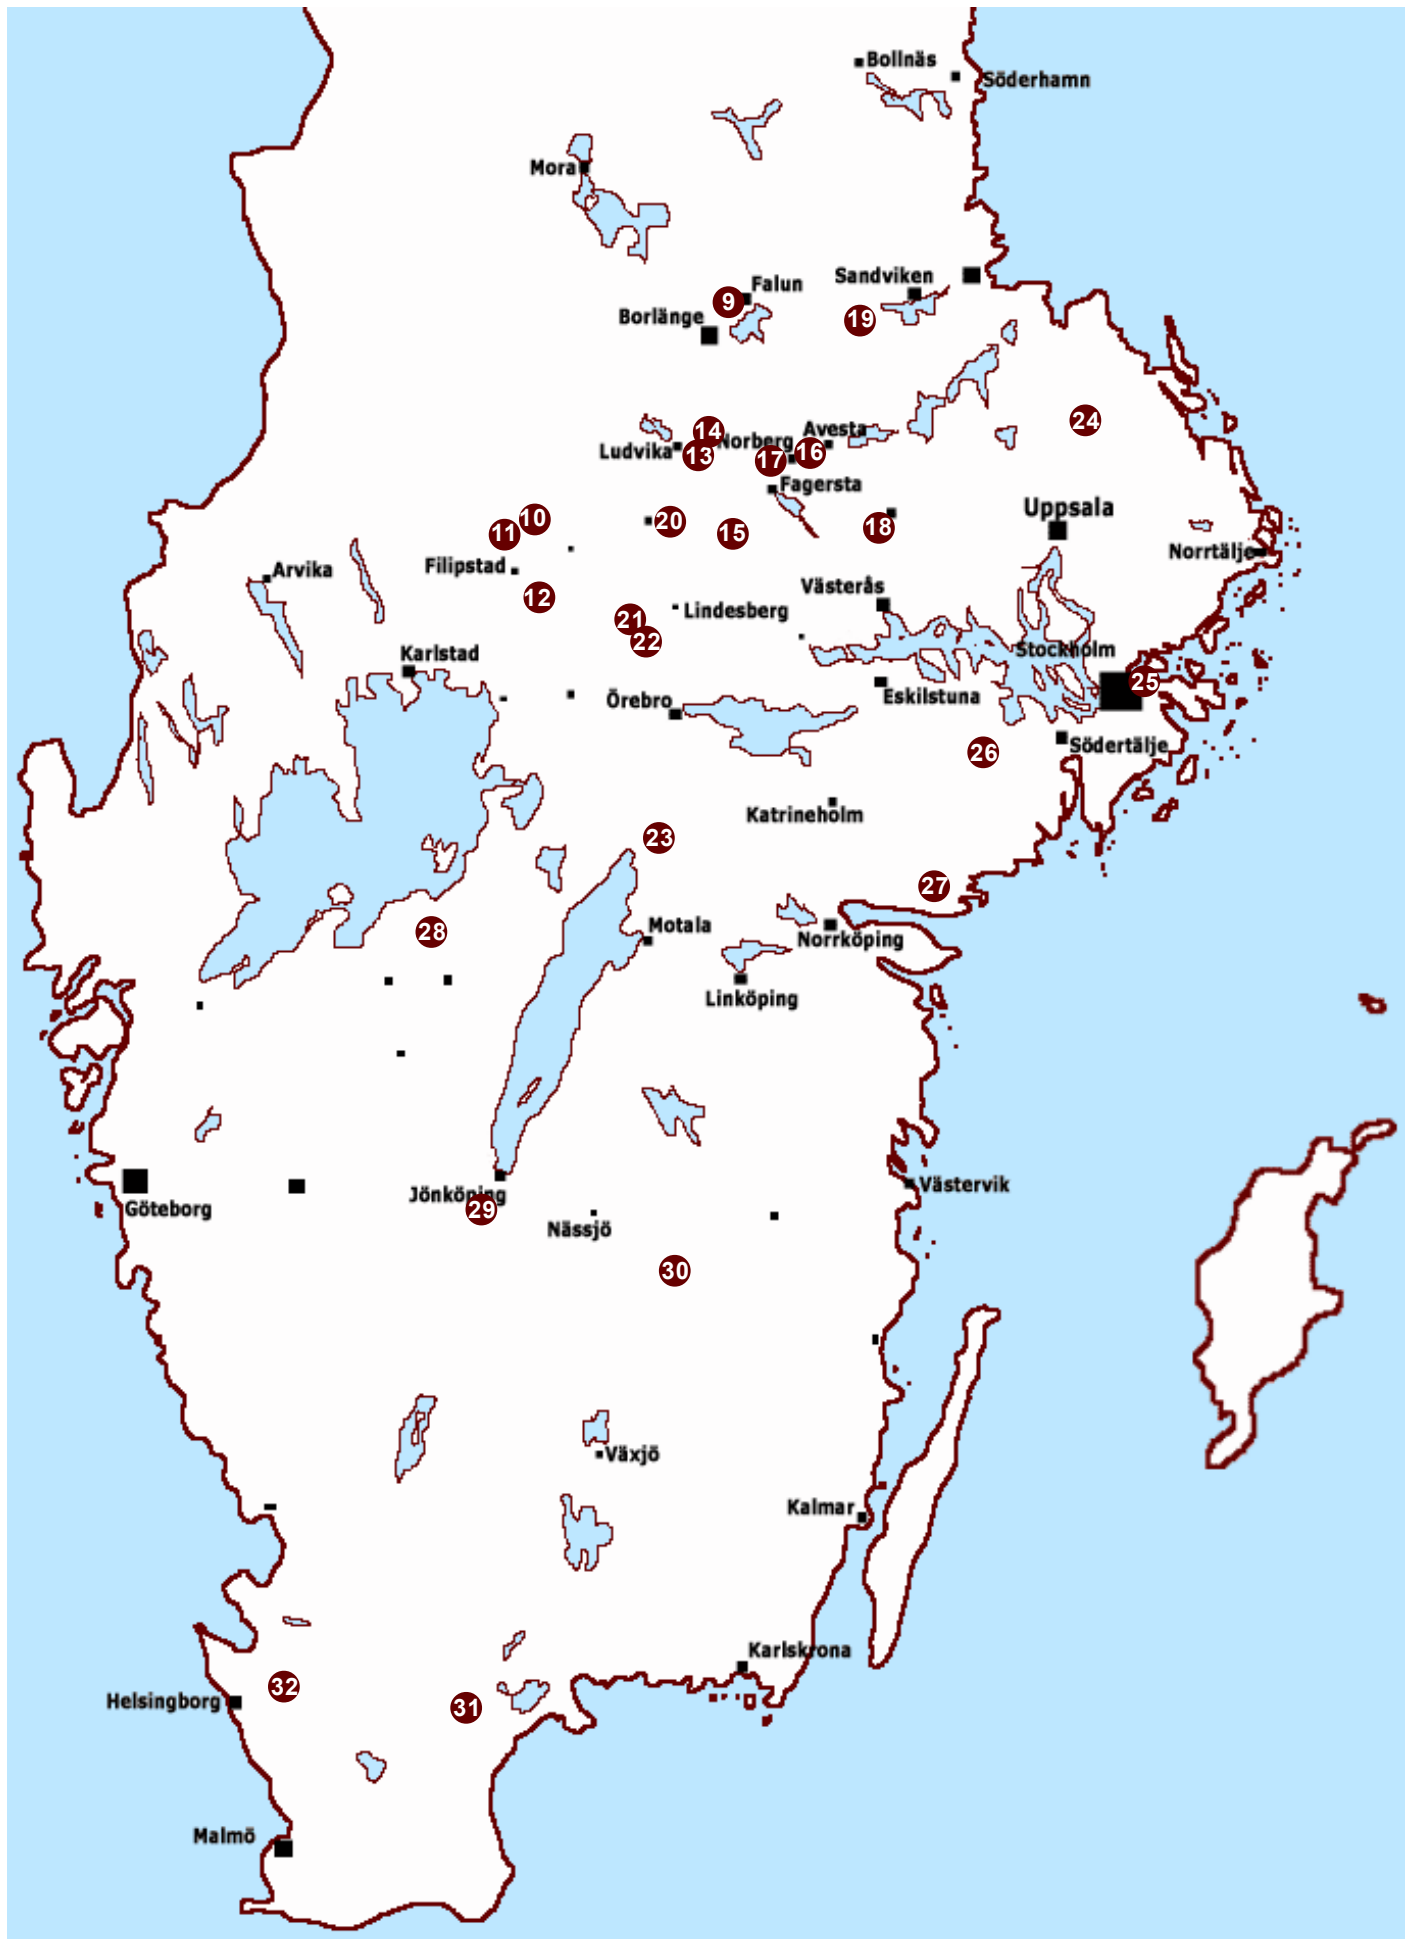 Bollnäs
Söderhamn
Mora
Falun
Sandviken
9
Borlänge
19
24
14
Norberg
Avesta
Ludvika
13
17
16
Fagersta
Uppsala
10
20
18
11
15
Norrtälje
Filipstad
Arvika
Västerås
12
Lindesberg
21
22
Stockholm
Karlstad
25
Örebro
Eskilstuna
Södertälje
26
Katrineholm
23
27
Motala
28
Norrköping
Linköping
Västervik
Jönköping
Göteborg
29
Nässjö
30
Växjö
Kalmar
Karlskrona
32
Helsingborg
31
Malmö